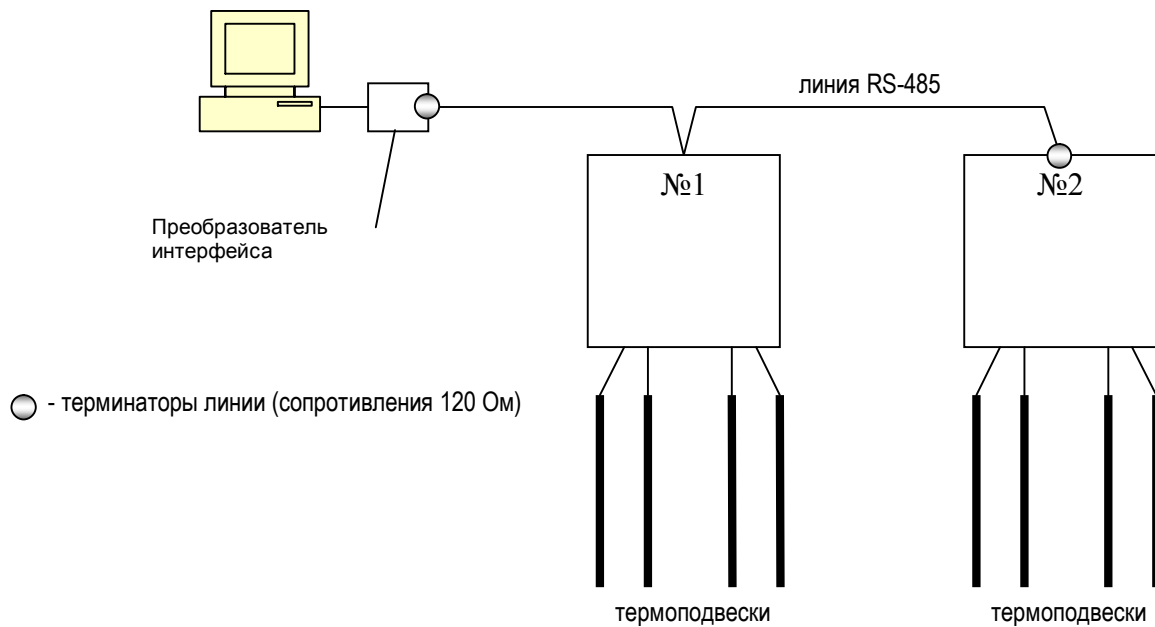 линия RS-485
№1
№2
Преобразователь
интерфейса
- терминаторы линии (сопротивления 120 Ом)
термоподвески
термоподвески